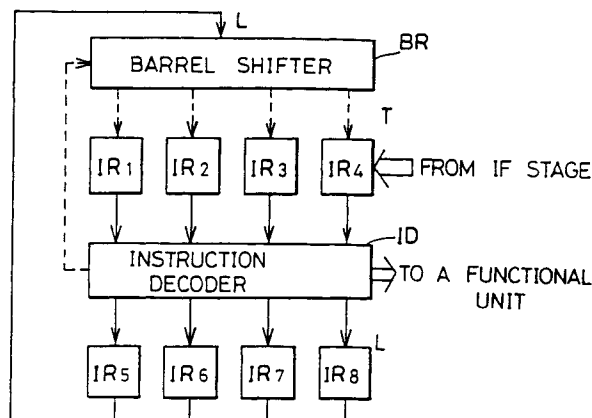 L
BR
BARREL SHIFTER
T
IR1 IR2 IR3 IR4 FROM IF STAGE
ID
INSTRUCTION
DECODER
TO A FUNCTIONAL
UNIT
L
IR5 IR6 IR7 IR8